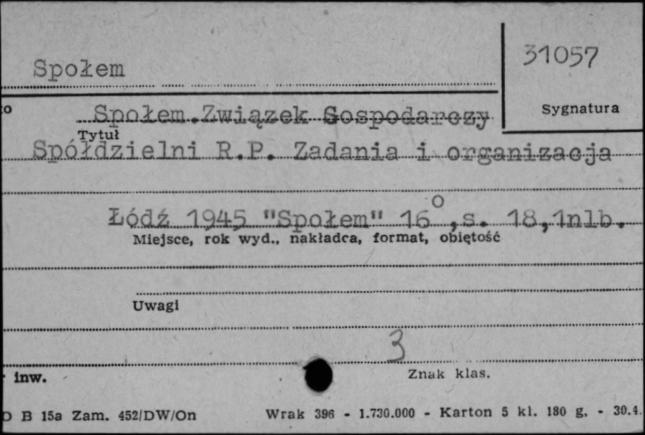 31057
Społem
Sygnatura
Społem.Związek Gospodarczy
Tytuł
Spółdzielni R.P. Zadania i organizacja
Łódź 1945 "Społem" 16°,s. 18,1nlb.
Miejsce, rok wyd., nakładca, format, objętość
Uwagi
3
inw.
Znak klas.
D B 15a Zam. 452/DW/On Wrak 396 - 1.730.000 - Karton 5 kl. 180 g. - 30.4.